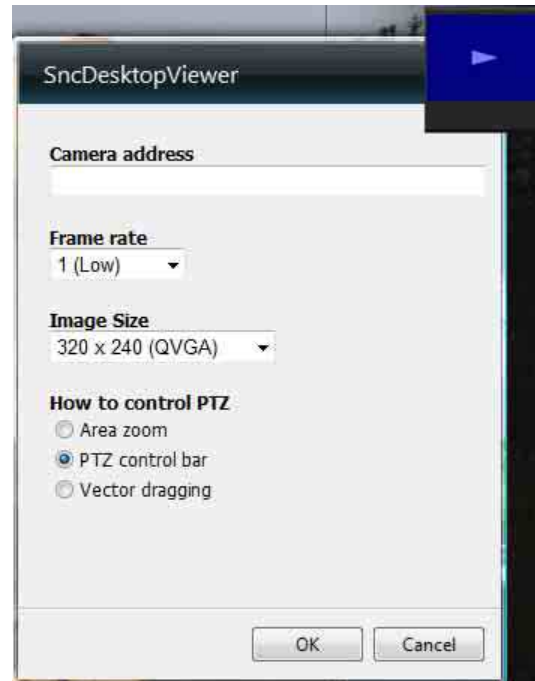 SncDesktopViewer
Camera address
Frame rate
1 (Low)
Image Size
320 x 240 (QVGA)
How to control PTZ
Area zoom
PTZ control bar
Vector dragging
OK
Cancel